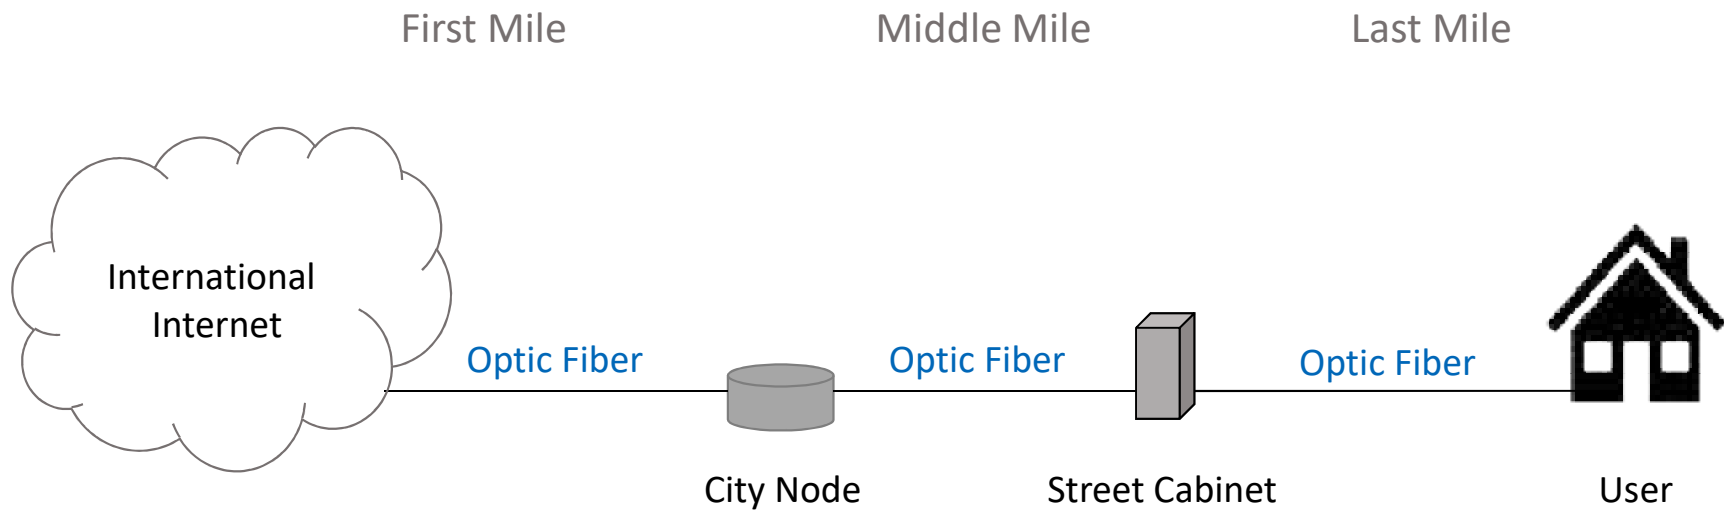 First Mile
Middle Mile
Last Mile
International
Internet
Optic Fiber
Optic Fiber
Optic Fiber
City Node
Street Cabinet
User